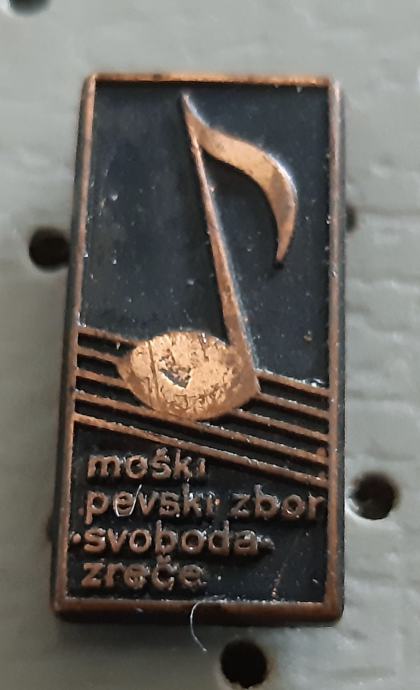 moški
pevski zbor
svoboda
zreče